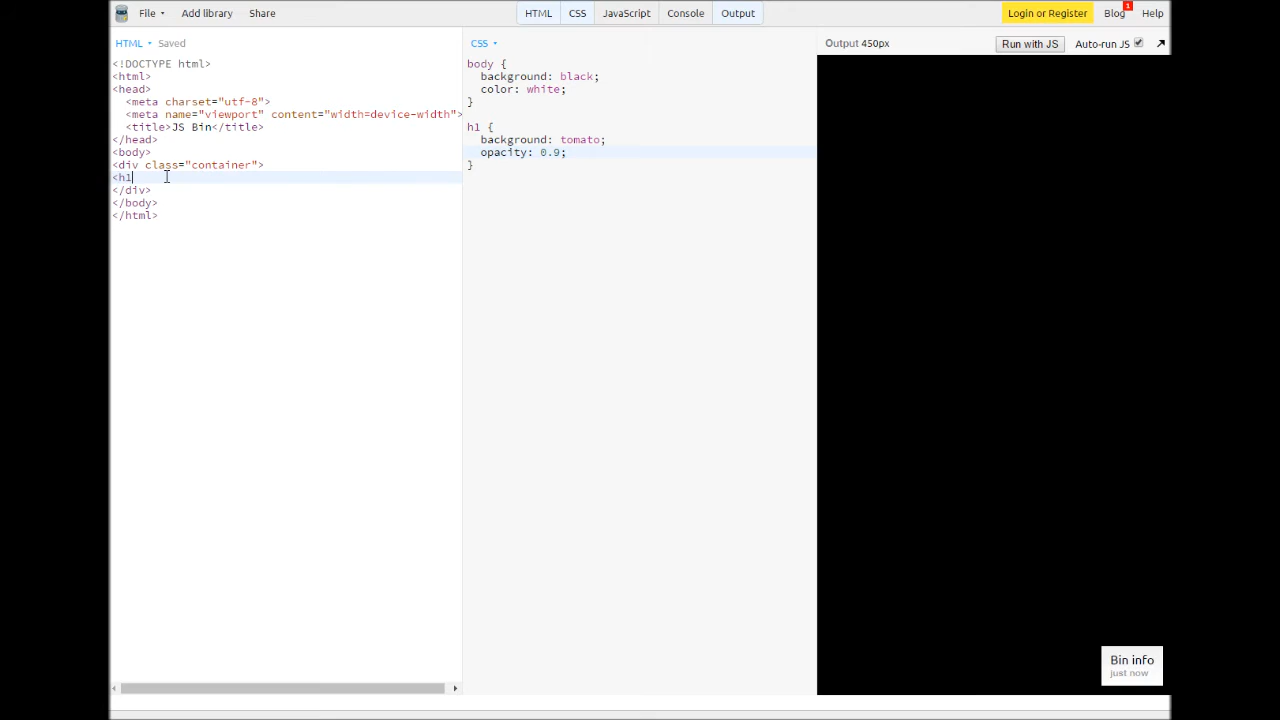 File Add library Share HTML CSS JavaScript Console Output Login or Register Blog 1 Help
HTML Saved
<!DOCTYPE html>
<html>
<head>
<meta charset="utf-8">
<meta name="viewport" content="width=device-width">
<title>JS Bin</title>
</head>
<body>
<div class="container">
<h1
</div>
</body>
</html>
CSS
body {
background: black;
color: white;
}
h1 {
background: tomato;
opacity: 0.9;
}
Output 450px Run with JS Auto-run JS
Bin info
just now